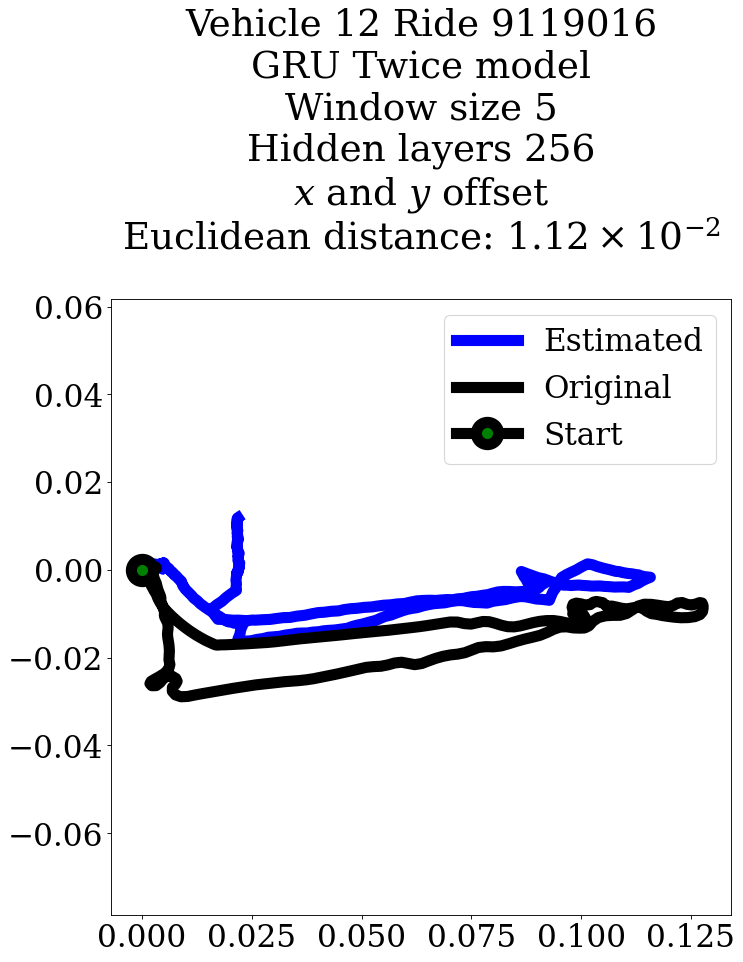 Vehicle 12 Ride 9119016
GRU Twice model
Window size 5
Hidden layers 256
x and y offset
Euclidean distance: 1.12 × 10⁻²
Estimated
Original
Start
0.06
0.04
0.02
0.00
−0.02
−0.04
−0.06
0.000 0.025 0.050 0.075 0.100 0.125